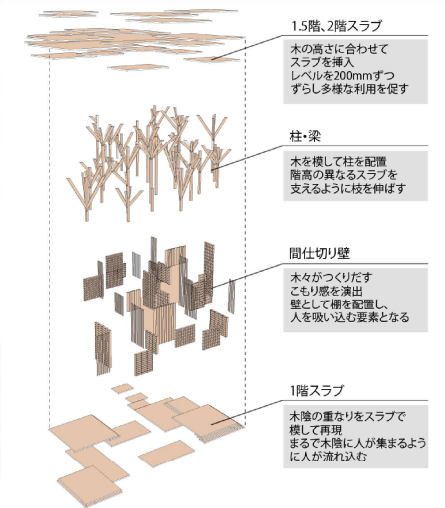 1.5階、2階スラブ
木の高さに合わせて
スラブを挿入
レベルを200mmずつ
ずらし多様な利用を促す
柱・梁
木を模して柱を配置
階高の異なるスラブを
支えるように枝を伸ばす
間仕切り壁
木々がつくりだす
こもり感を演出
壁として棚を配置し、
人を吸い込む要素となる
1階スラブ
木陰の重なりをスラブで
模して再現
まるで木陰に人が集まるよう
に人が流れ込む